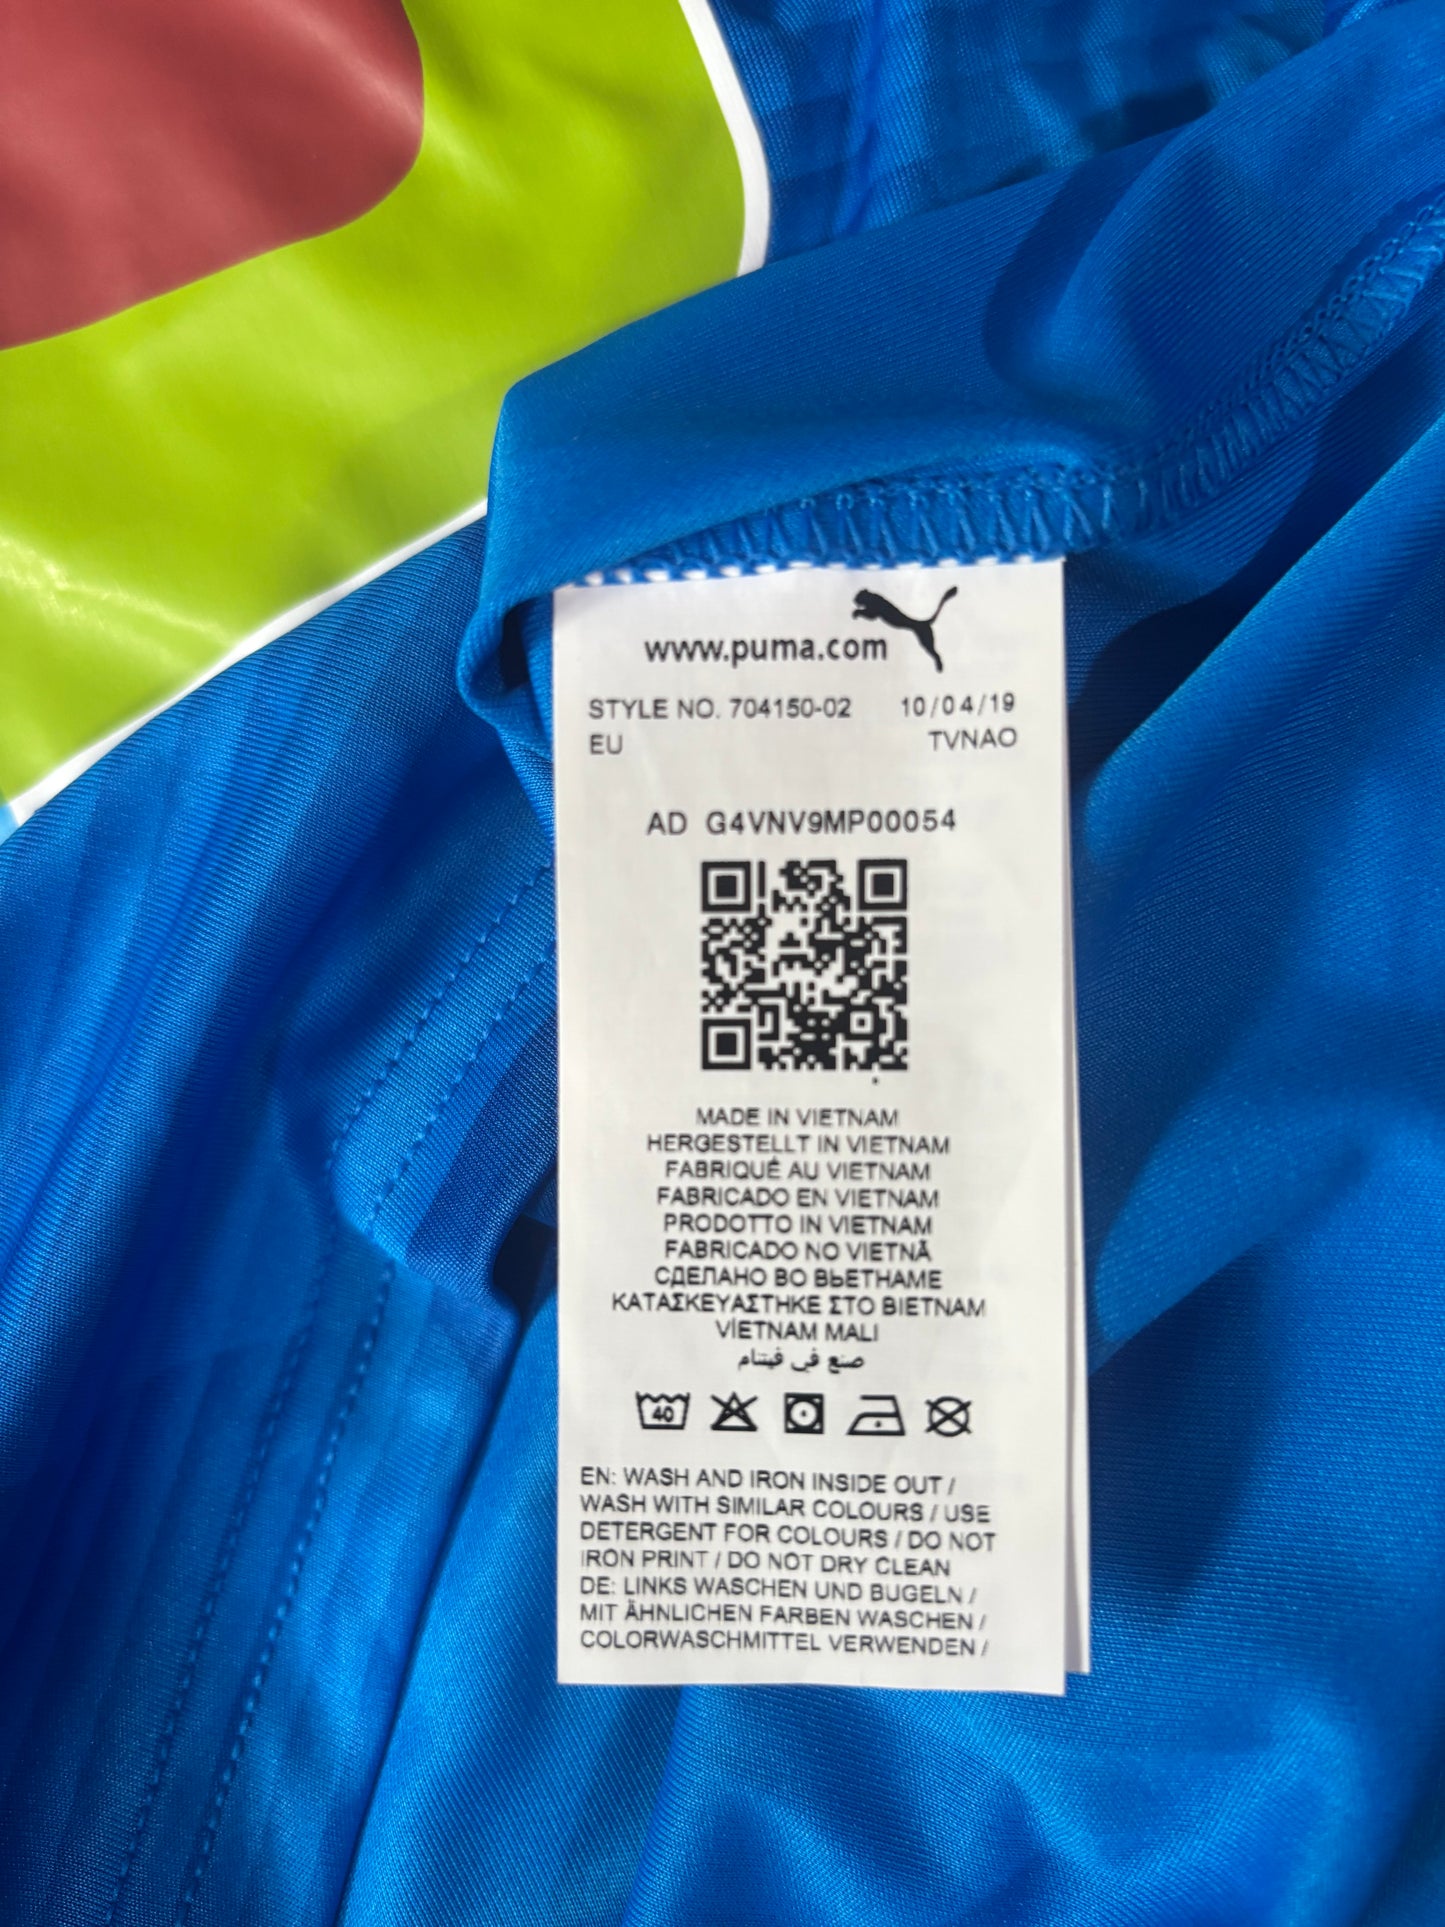 www.puma.com
STYLE NO. 704150-02 10/04/19
EU TVNAO
AD G4VNV9MP00054
MADE IN VIETNAM
HERGESTELLT IN VIETNAM
FABRIQUÉ AU VIETNAM
FABRICADO EN VIETNAM
PRODOTTO IN VIETNAM
FABRICADO NO VIETNÃ
СДЕЛАНО ВО ВЬЕТНАМЕ
ΚΑΤΑΣΚΕΥΑΣΤΗΚΕ ΣΤΟ ΒΙΕΤΝΑΜ
VİETNAM MALI
صنع في فيتنام
40
EN: WASH AND IRON INSIDE OUT /
WASH WITH SIMILAR COLOURS / USE
DETERGENT FOR COLOURS / DO NOT
IRON PRINT / DO NOT DRY CLEAN
DE: LINKS WASCHEN UND BUGELN /
MIT ÄHNLICHEN FARBEN WASCHEN /
COLORWASCHMITTEL VERWENDEN /